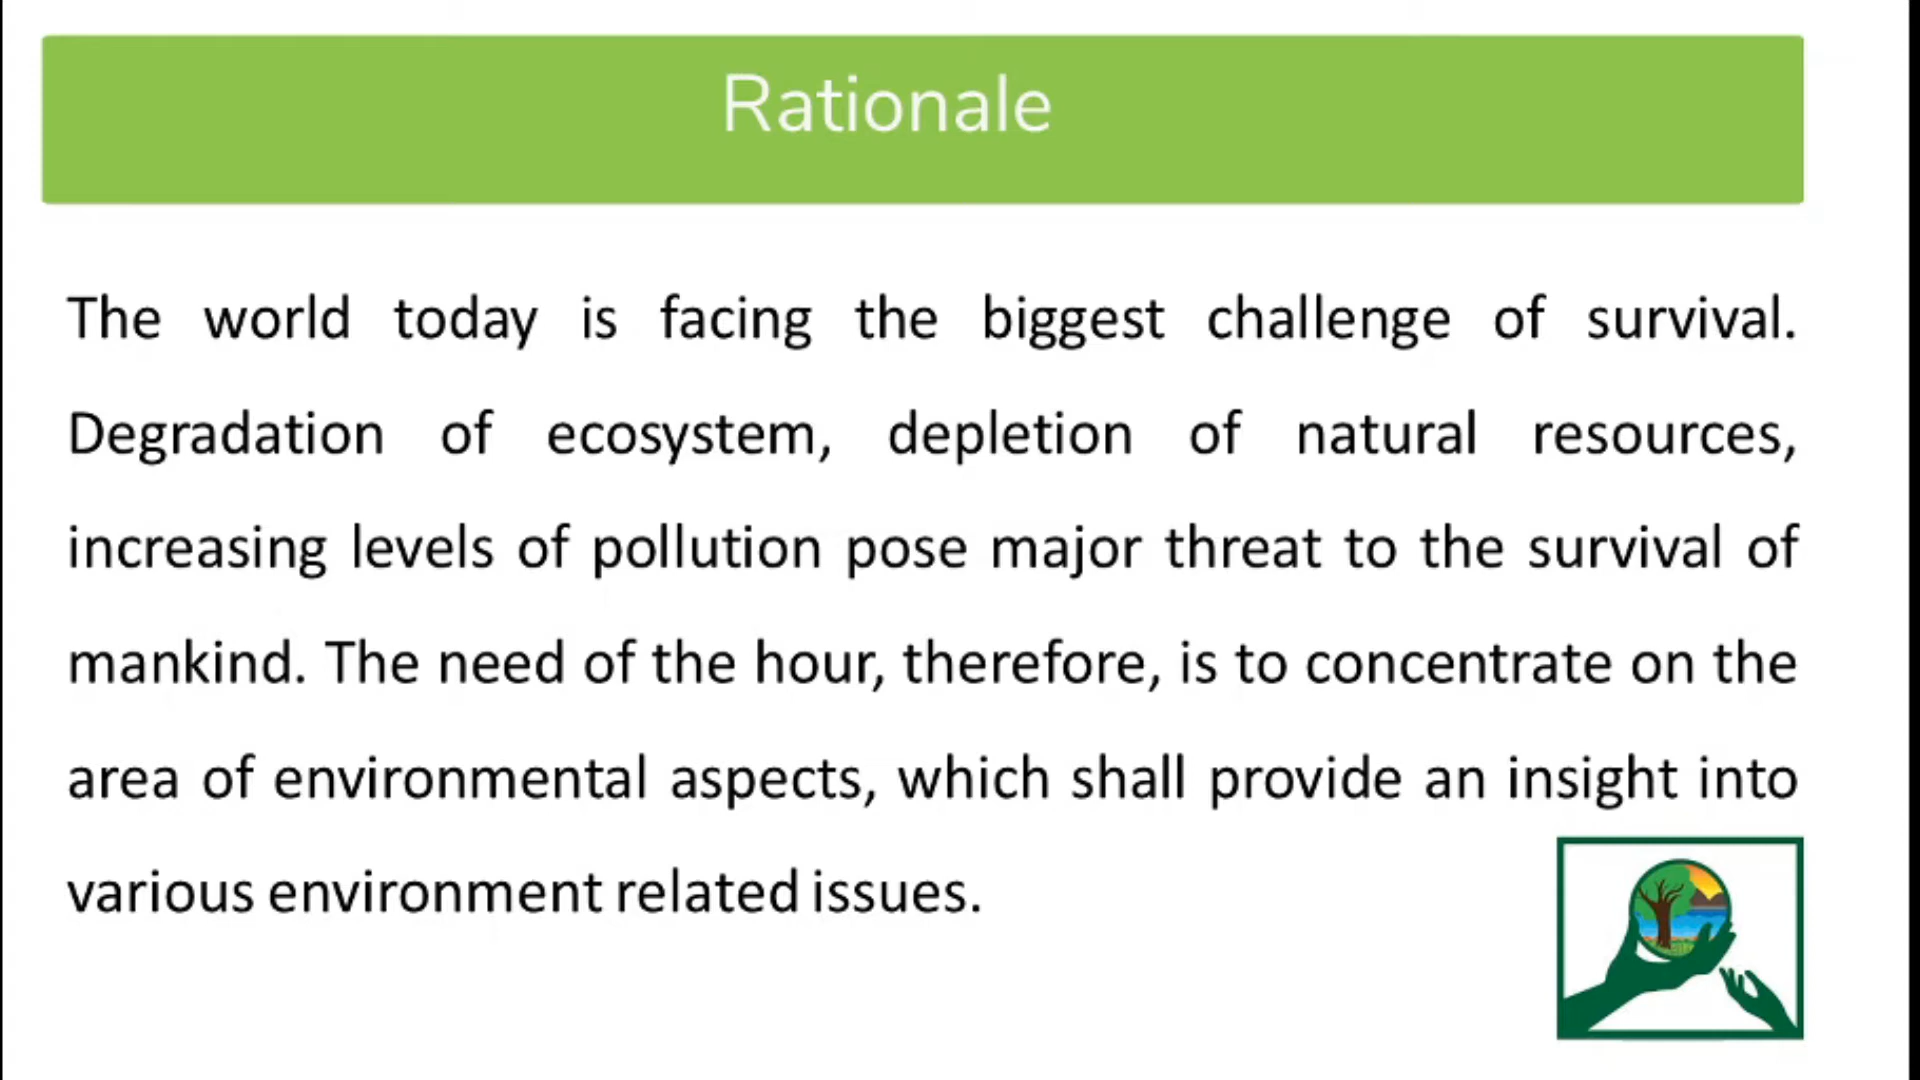 Rationale
The world today is facing the biggest challenge of survival.
Degradation of ecosystem, depletion of natural resources,
increasing levels of pollution pose major threat to the survival of
mankind. The need of the hour, therefore, is to concentrate on the
area of environmental aspects, which shall provide an insight into
various environment related issues.